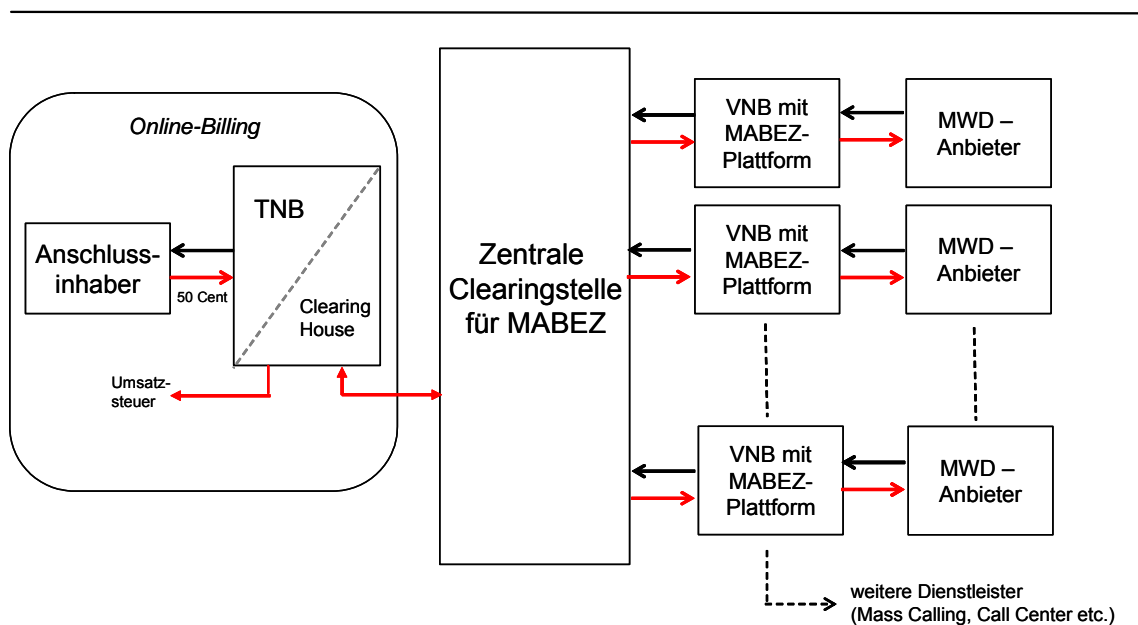 Online-Billing
TNB
Anschluss-
inhaber
50 Cent
Clearing
House
Umsatz-
steuer
Zentrale
Clearingstelle
für MABEZ
VNB mit
MABEZ-
Plattform
MWD –
Anbieter
VNB mit
MABEZ-
Plattform
MWD –
Anbieter
VNB mit
MABEZ-
Plattform
MWD –
Anbieter
weitere Dienstleister
(Mass Calling, Call Center etc.)